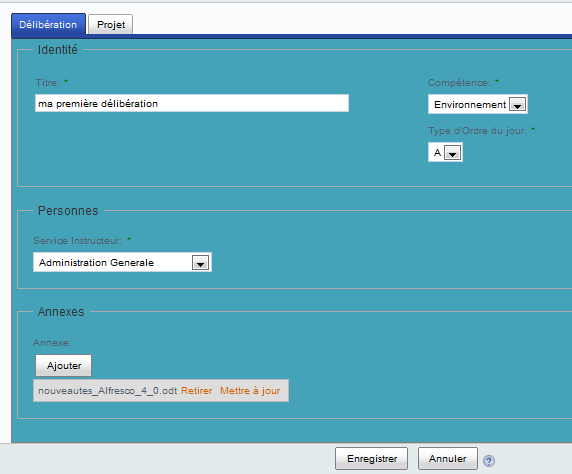 Délibération Projet
Identité
Titre: * Compétence: *
ma première délibération Environnement
Type d'Ordre du jour: *
A
Personnes
Service Instructeur: *
Administration Generale
Annexes
Annexe:
Ajouter
nouveautes_Alfresco_4_0.odt Retirer Mettre à jour
Enregistrer Annuler ?